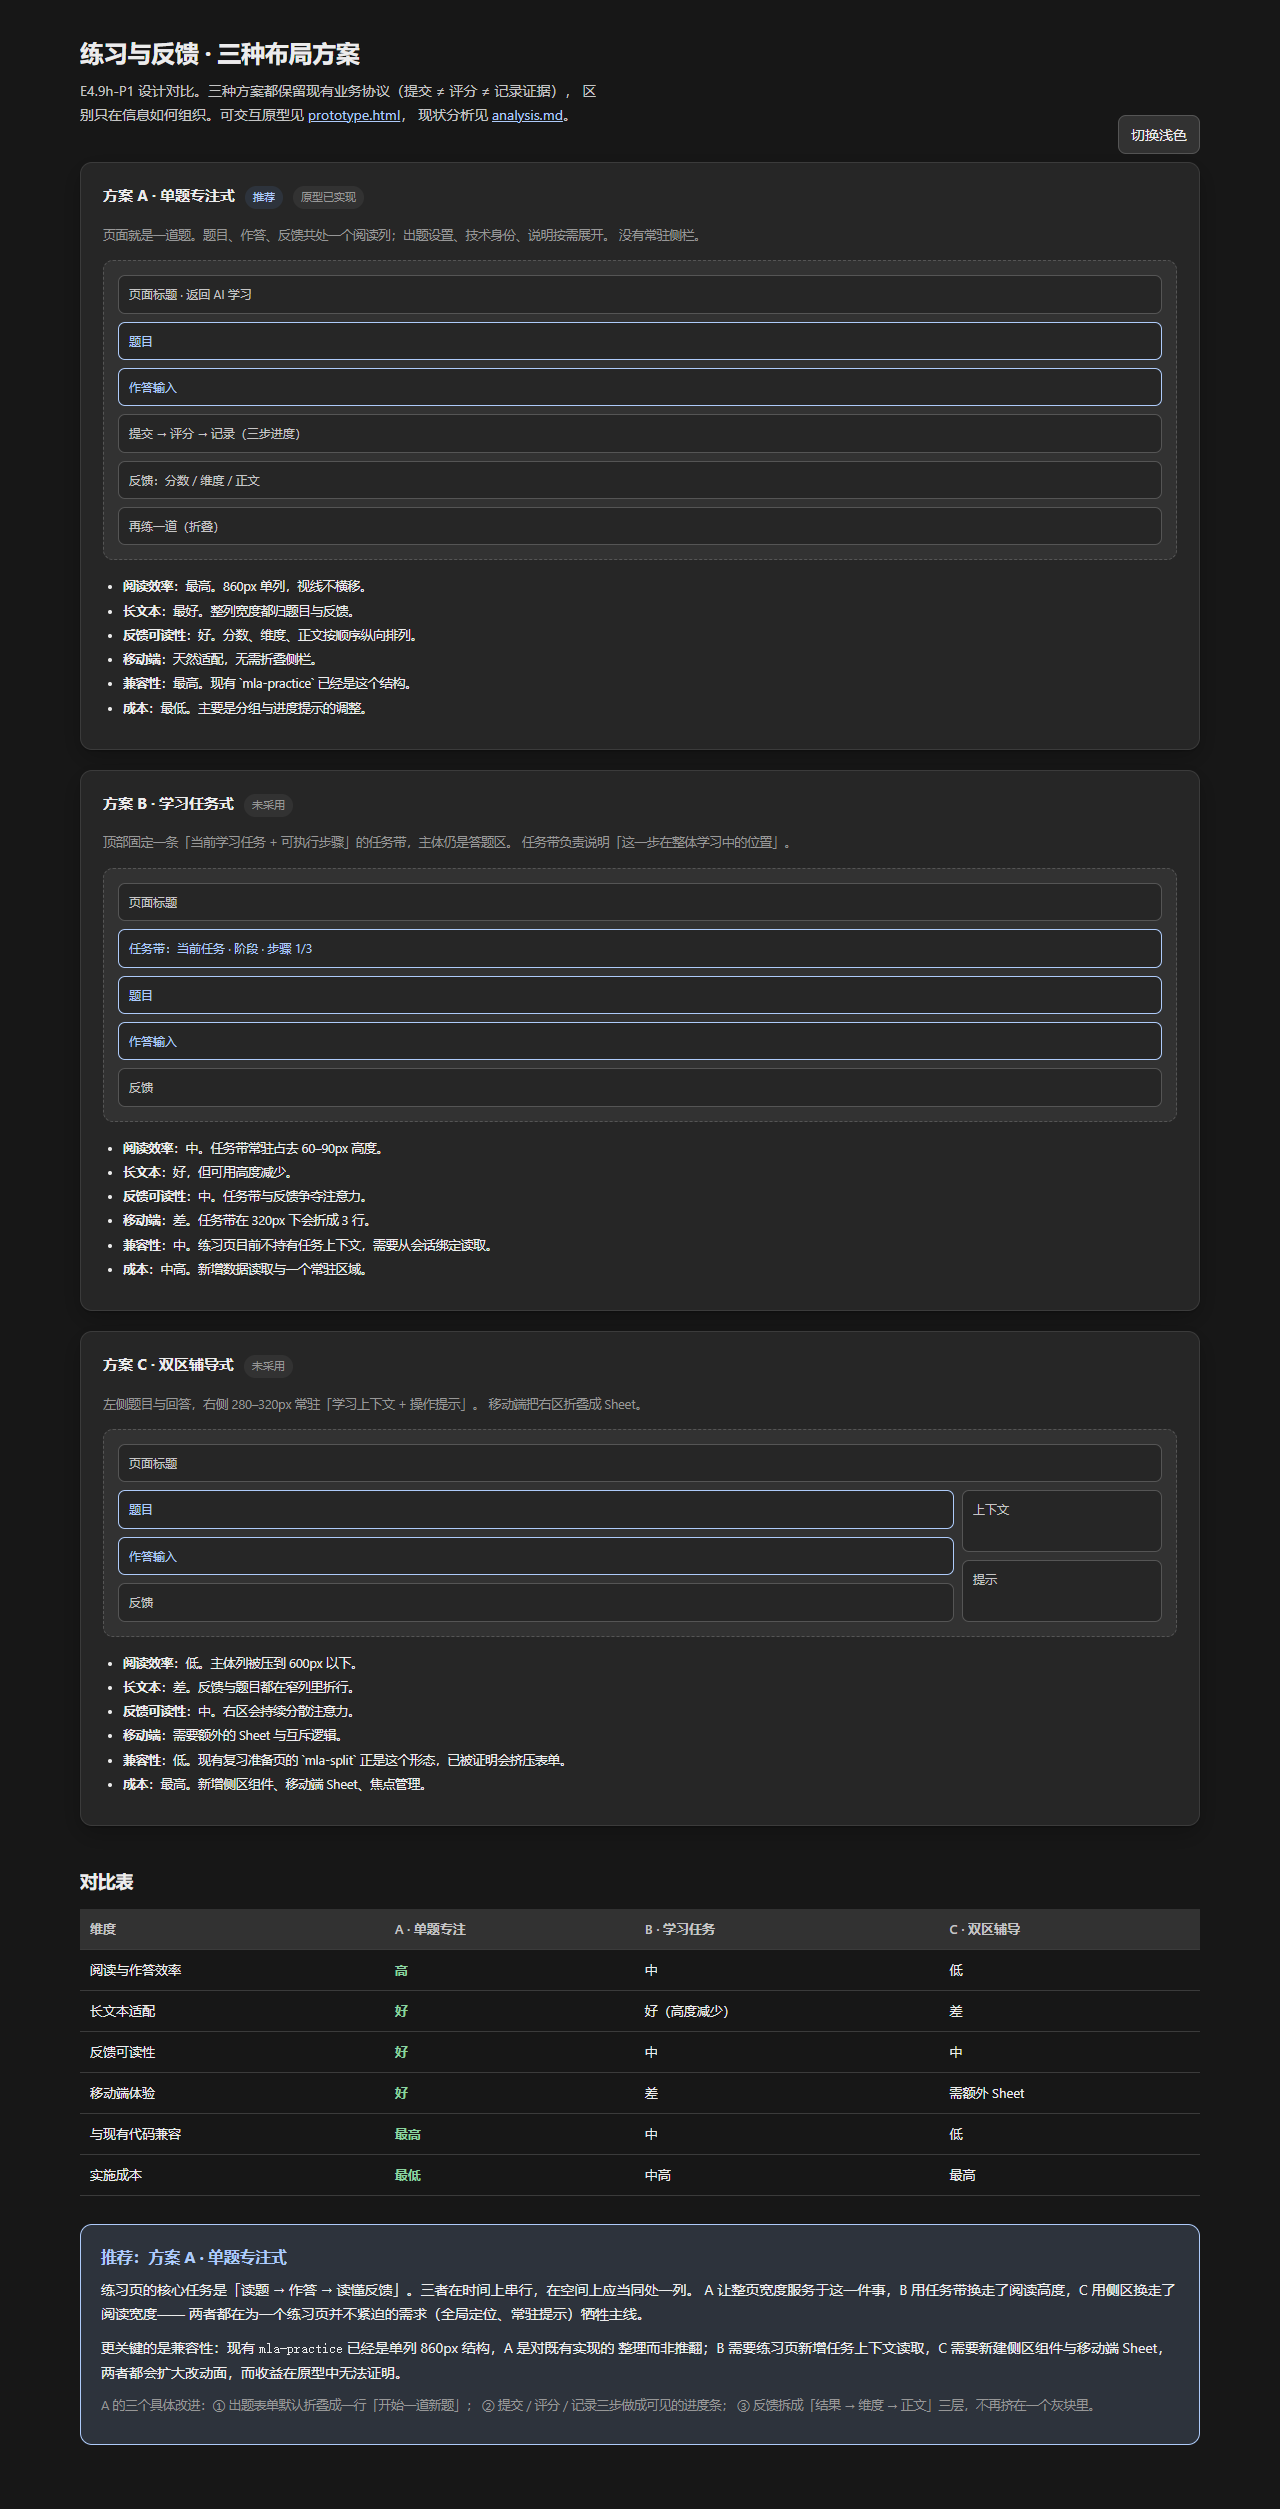 练习与反馈 · 三种布局方案
E4.9h-P1 设计对比。三种方案都保留现有业务协议（提交 ≠ 评分 ≠ 记录证据）， 区
别只在信息如何组织。可交互原型见 prototype.html， 现状分析见 analysis.md。
切换浅色
方案 A · 单题专注式 推荐 原型已实现
页面就是一道题。题目、作答、反馈共处一个阅读列；出题设置、技术身份、说明按需展开。 没有常驻侧栏。
页面标题 · 返回 AI 学习
题目
作答输入
提交 → 评分 → 记录（三步进度）
反馈：分数 / 维度 / 正文
再练一道（折叠）
• 阅读效率：最高。860px 单列，视线不横移。
• 长文本：最好。整列宽度都归题目与反馈。
• 反馈可读性：好。分数、维度、正文按顺序纵向排列。
• 移动端：天然适配，无需折叠侧栏。
• 兼容性：最高。现有 `mla-practice` 已经是这个结构。
• 成本：最低。主要是分组与进度提示的调整。
方案 B · 学习任务式 未采用
顶部固定一条「当前学习任务 + 可执行步骤」的任务带，主体仍是答题区。 任务带负责说明「这一步在整体学习中的位置」。
页面标题
任务带：当前任务 · 阶段 · 步骤 1/3
题目
作答输入
反馈
• 阅读效率：中。任务带常驻占去 60–90px 高度。
• 长文本：好，但可用高度减少。
• 反馈可读性：中。任务带与反馈争夺注意力。
• 移动端：差。任务带在 320px 下会折成 3 行。
• 兼容性：中。练习页目前不持有任务上下文，需要从会话绑定读取。
• 成本：中高。新增数据读取与一个常驻区域。
方案 C · 双区辅导式 未采用
左侧题目与回答，右侧 280–320px 常驻「学习上下文 + 操作提示」。 移动端把右区折叠成 Sheet。
页面标题
题目
作答输入
反馈
上下文
提示
• 阅读效率：低。主体列被压到 600px 以下。
• 长文本：差。反馈与题目都在窄列里折行。
• 反馈可读性：中。右区会持续分散注意力。
• 移动端：需要额外的 Sheet 与互斥逻辑。
• 兼容性：低。现有复习准备页的 `mla-split` 正是这个形态，已被证明会挤压表单。
• 成本：最高。新增侧区组件、移动端 Sheet、焦点管理。
对比表
维度 A · 单题专注 B · 学习任务 C · 双区辅导
阅读与作答效率 高 中 低
长文本适配 好 好（高度减少） 差
反馈可读性 好 中 中
移动端体验 好 差 需额外 Sheet
与现有代码兼容 最高 中 低
实施成本 最低 中高 最高
推荐：方案 A · 单题专注式
练习页的核心任务是「读题 → 作答 → 读懂反馈」。三者在时间上串行，在空间上应当同处一列。 A 让整页宽度服务于这一件事，B 用任务带换走了阅读高度，C 用侧区换走了
阅读宽度—— 两者都在为一个练习页并不紧迫的需求（全局定位、常驻提示）牺牲主线。
更关键的是兼容性：现有 mla-practice 已经是单列 860px 结构，A 是对既有实现的 整理而非推翻；B 需要练习页新增任务上下文读取，C 需要新建侧区组件与移动端 Sheet，
两者都会扩大改动面，而收益在原型中无法证明。
A 的三个具体改进：① 出题表单默认折叠成一行「开始一道新题」； ② 提交 / 评分 / 记录三步做成可见的进度条； ③ 反馈拆成「结果 → 维度 → 正文」三层，不再挤在一个灰块里。